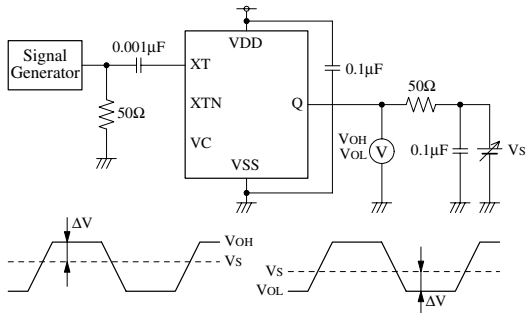 Signal
Generator
0.001µF
50Ω
VDD
XT
XTN
VC
Q
VSS
0.1µF
50Ω
VOH
VOL
V
0.1µF
VS
ΔV
VOH
VS
VS
VOL
ΔV